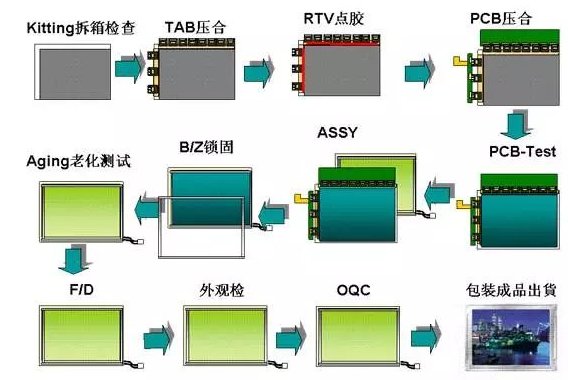 Kitting拆箱检查
TAB压合
RTV点胶
PCB压合
PCB-Test
ASSY
B/Z锁固
Aging老化测试
F/D
外观检
OQC
包装成品出貨